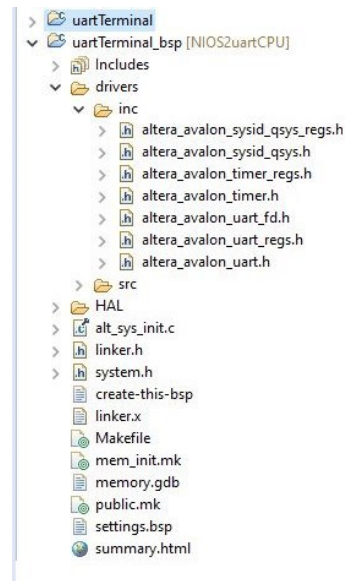 uartTerminal
uartTerminal_bsp [NIOS2uartCPU]
Includes
drivers
inc
altera_avalon_sysid_qsys_regs.h
altera_avalon_sysid_qsys.h
altera_avalon_timer_regs.h
altera_avalon_timer.h
altera_avalon_uart_fd.h
altera_avalon_uart_regs.h
altera_avalon_uart.h
src
HAL
alt_sys_init.c
linker.h
system.h
create-this-bsp
linker.x
Makefile
mem_init.mk
memory.gdb
public.mk
settings.bsp
summary.html